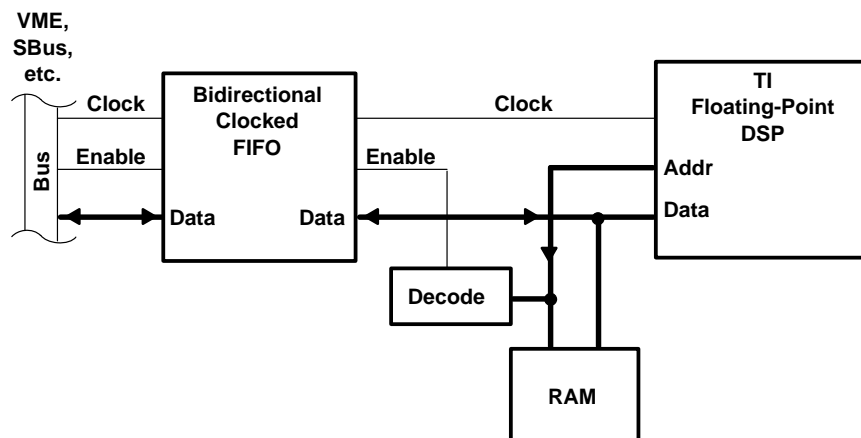 VME,
SBus,
etc.
Bus
Clock
Enable
Data
Bidirectional
Clocked
FIFO
Data
Clock
Enable
TI
Floating-Point
DSP
Addr
Data
Decode
RAM